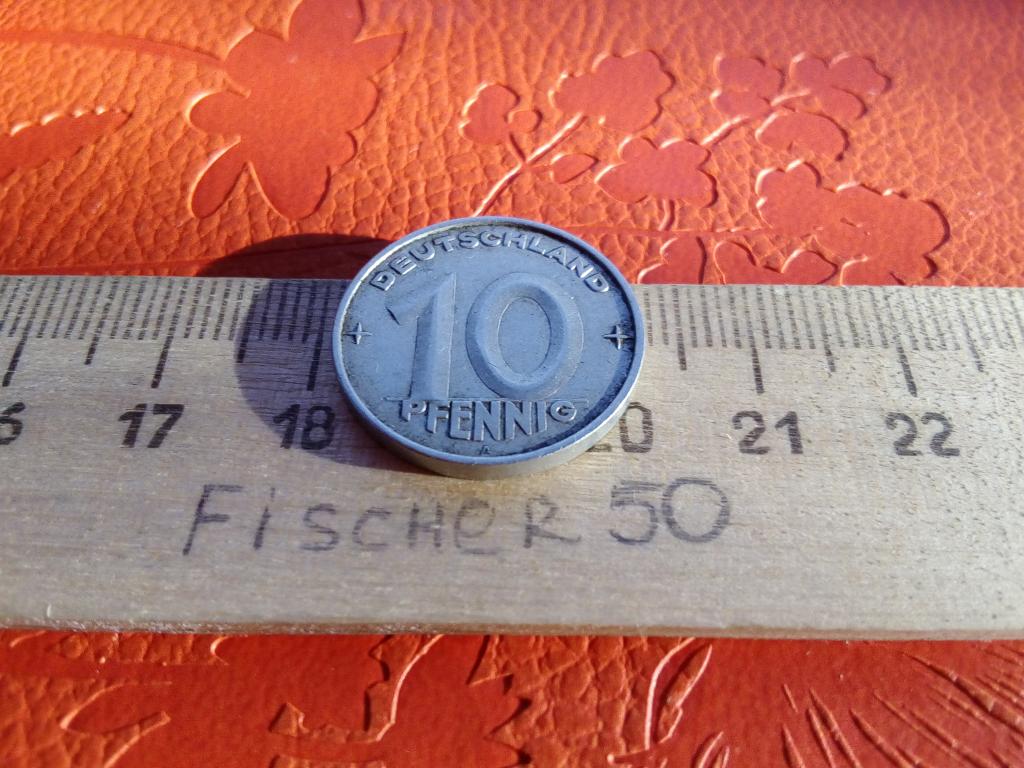 DEUTSCHLAND
10
PFENNIG
A
17 18 20 21 22
FiSCHeR 50